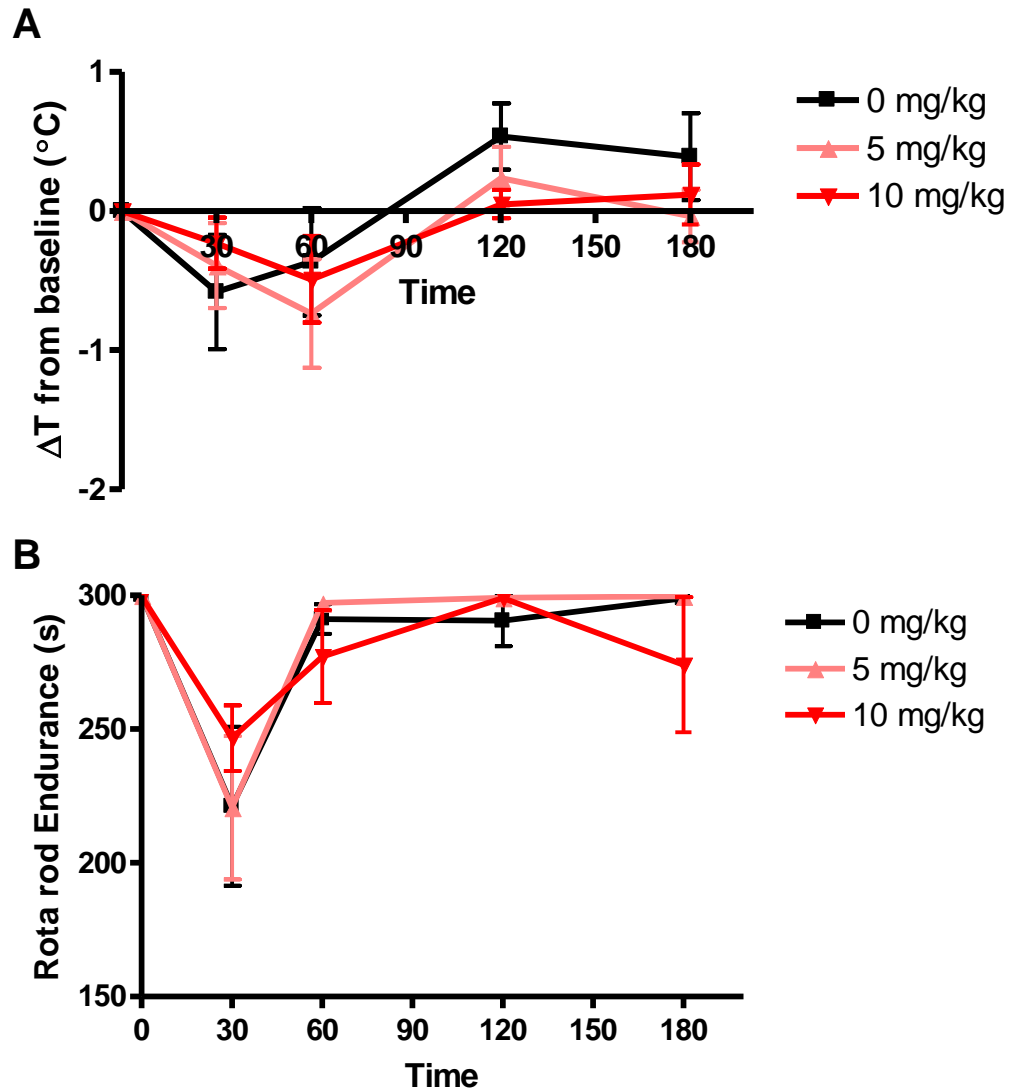 A
ΔT from baseline (°C)
1
0
-1
-2
30
60
90
120
150
180
Time
0 mg/kg
5 mg/kg
10 mg/kg
B
Rota rod Endurance (s)
300
250
200
150
0
30
60
90
120
150
180
Time
0 mg/kg
5 mg/kg
10 mg/kg